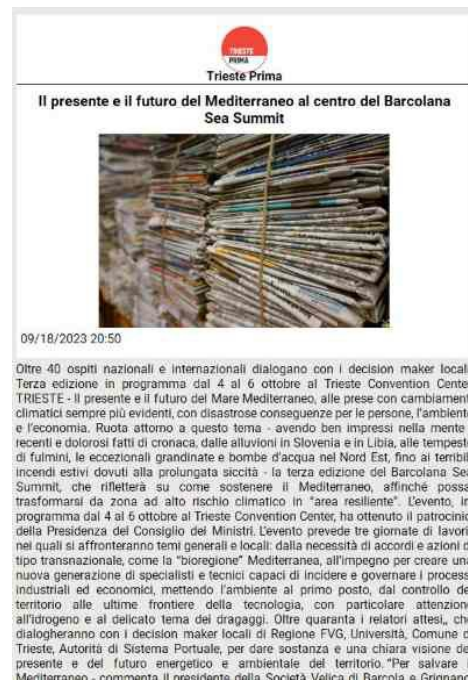 TRIESTE
PRIMA
Trieste Prima
Il presente e il futuro del Mediterraneo al centro del Barcolana
Sea Summit
09/18/2023 20:50
Oltre 40 ospiti nazionali e internazionali dialogano con i decision maker locali
Terza edizione in programma dal 4 al 6 ottobre al Trieste Convention Center
TRIESTE - Il presente e il futuro del Mare Mediterraneo, alle prese con cambiament
climatici sempre più evidenti, con disastrose conseguenze per le persone, l'ambiente
e l'economia. Ruota attorno a questo tema - avendo ben impressi nella mente
recenti e dolorosi fatti di cronaca, dalle alluvioni in Slovenia e in Libia, alle tempest
di fulmini, le eccezionali grandinate e bombe d'acqua nel Nord Est, fino ai terribil
incendi estivi dovuti alla prolungata siccità - la terza edizione del Barcolana Sea
Summit, che rifletterà su come sostenere il Mediterraneo, affinché possa
trasformarsi da zona ad alto rischio climatico in "area resiliente". L'evento, in
programma dal 4 al 6 ottobre al Trieste Convention Center, ha ottenuto il patrocinio
della Presidenza del Consiglio dei Ministri. L'evento prevede tre giornate di lavori
nei quali si affronteranno temi generali e locali: dalla necessità di accordi e azioni d
tipo transnazionale, come la "bioregione" Mediterranea, all'impegno per creare una
nuova generazione di specialisti e tecnici capaci di incidere e governare i process
industriali ed economici, mettendo l'ambiente al primo posto, dal controllo de
territorio alle ultime frontiere della tecnologia, con particolare attenzione
all'idrogeno e al delicato tema dei dragaggi. Oltre quaranta i relatori attesi,, che
dialogheranno con i decision maker locali di Regione FVG, Università, Comune d
Trieste, Autorità di Sistema Portuale, per dare sostanza e una chiara visione de
presente e del futuro energetico e ambientale del territorio. "Per salvare i
Mediterraneo - commenta il presidente della Società Velica di Barcola e Grignano